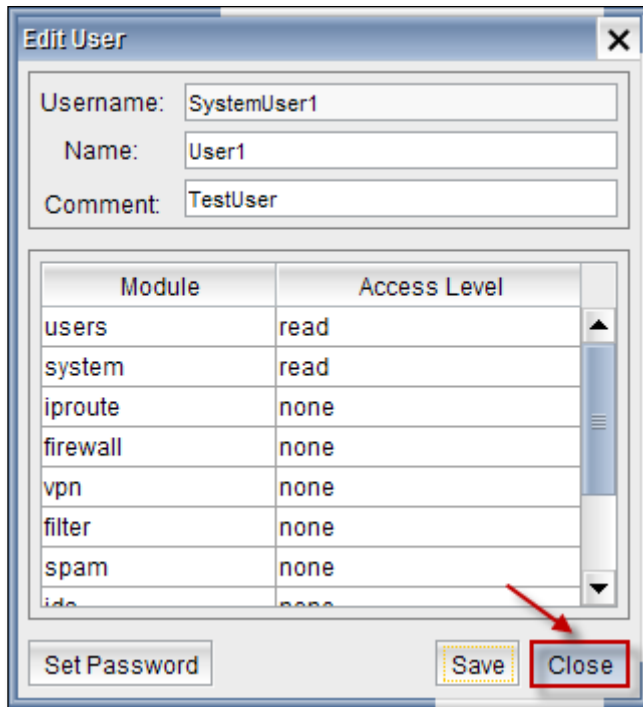 Edit User
Username: SystemUser1
Name: User1
Comment: TestUser
Module Access Level
users read
system read
iproute none
firewall none
vpn none
filter none
spam none
Set Password Save Close